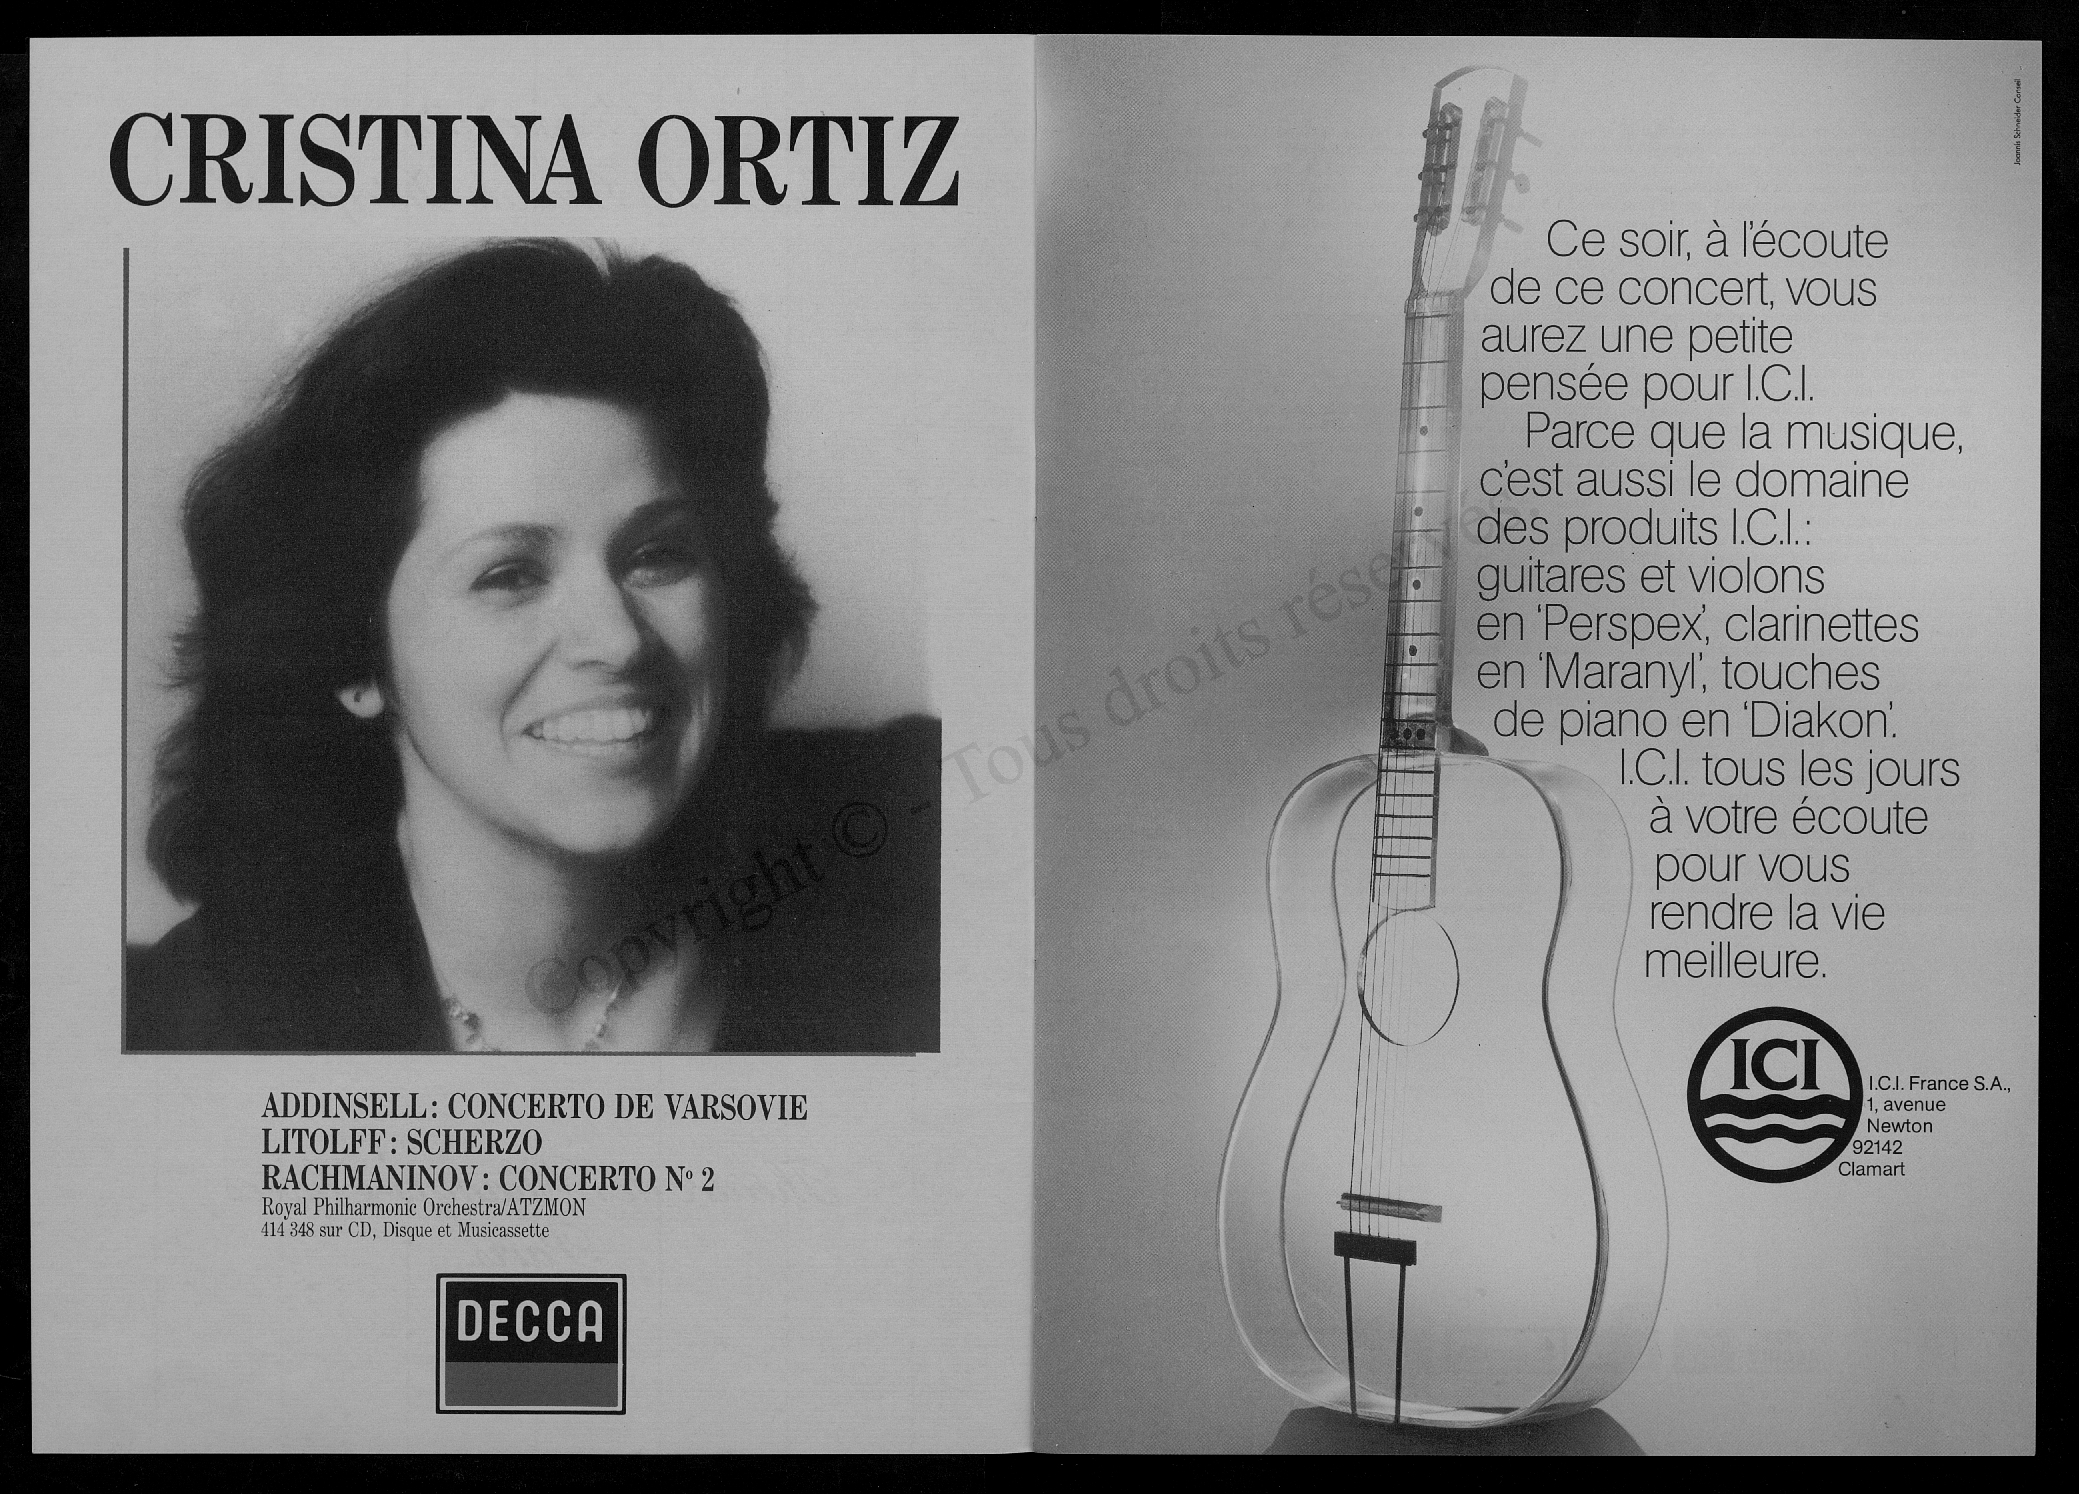 CRISTINA ORTIZ
ADDINSELL : CONCERTO DE VARSOVIE
LITOLFF : SCHERZO
RACHMANINOV : CONCERTO Nº 2
Royal Philharmonic Orchestra/ATZMON
414 348 sur CD, Disque et Musicassette
DECCA
Joannis Schneider Conseil
Ce soir, à l'écoute
de ce concert, vous
aurez une petite
pensée pour I.C.I.
Parce que la musique,
c'est aussi le domaine
des produits I.C.I. :
guitares et violons
en 'Perspex', clarinettes
en 'Maranyl', touches
de piano en 'Diakon'.
I.C.I. tous les jours
à votre écoute
pour vous
rendre la vie
meilleure.
ICI
I.C.I. France S.A.,
1, avenue
Newton
92142
Clamart
copyright © - Tous droits réservés.